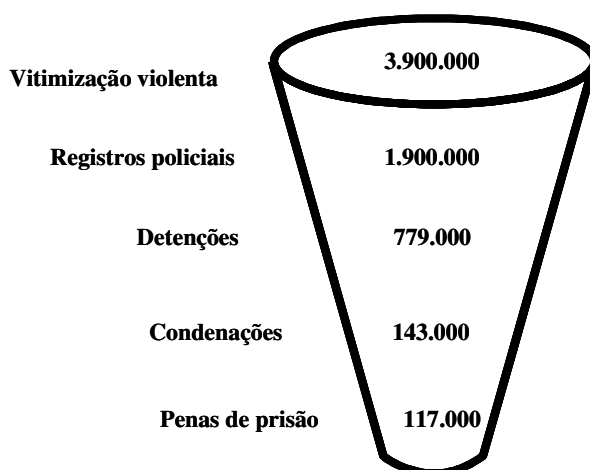 Vitimização violenta 3.900.000
Registros policiais 1.900.000
Detenções 779.000
Condenações 143.000
Penas de prisão 117.000